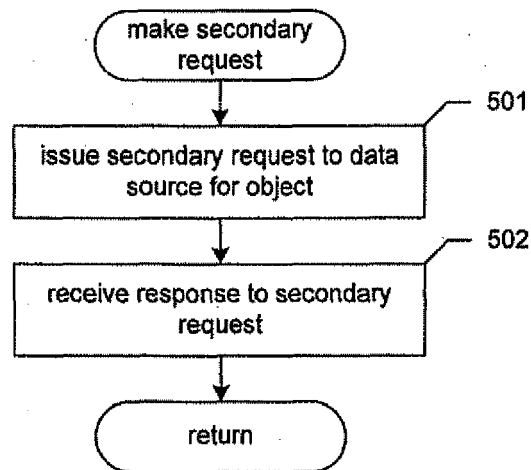 make secondary
request
501
issue secondary request to data
source for object
502
receive response to secondary
request
return